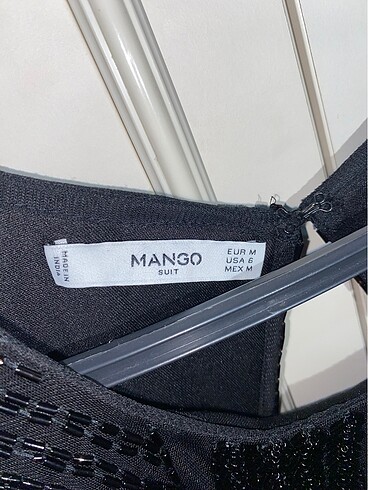 MADE IN
INDIA
MANGO
SUIT
EUR M
USA 6
MEX M